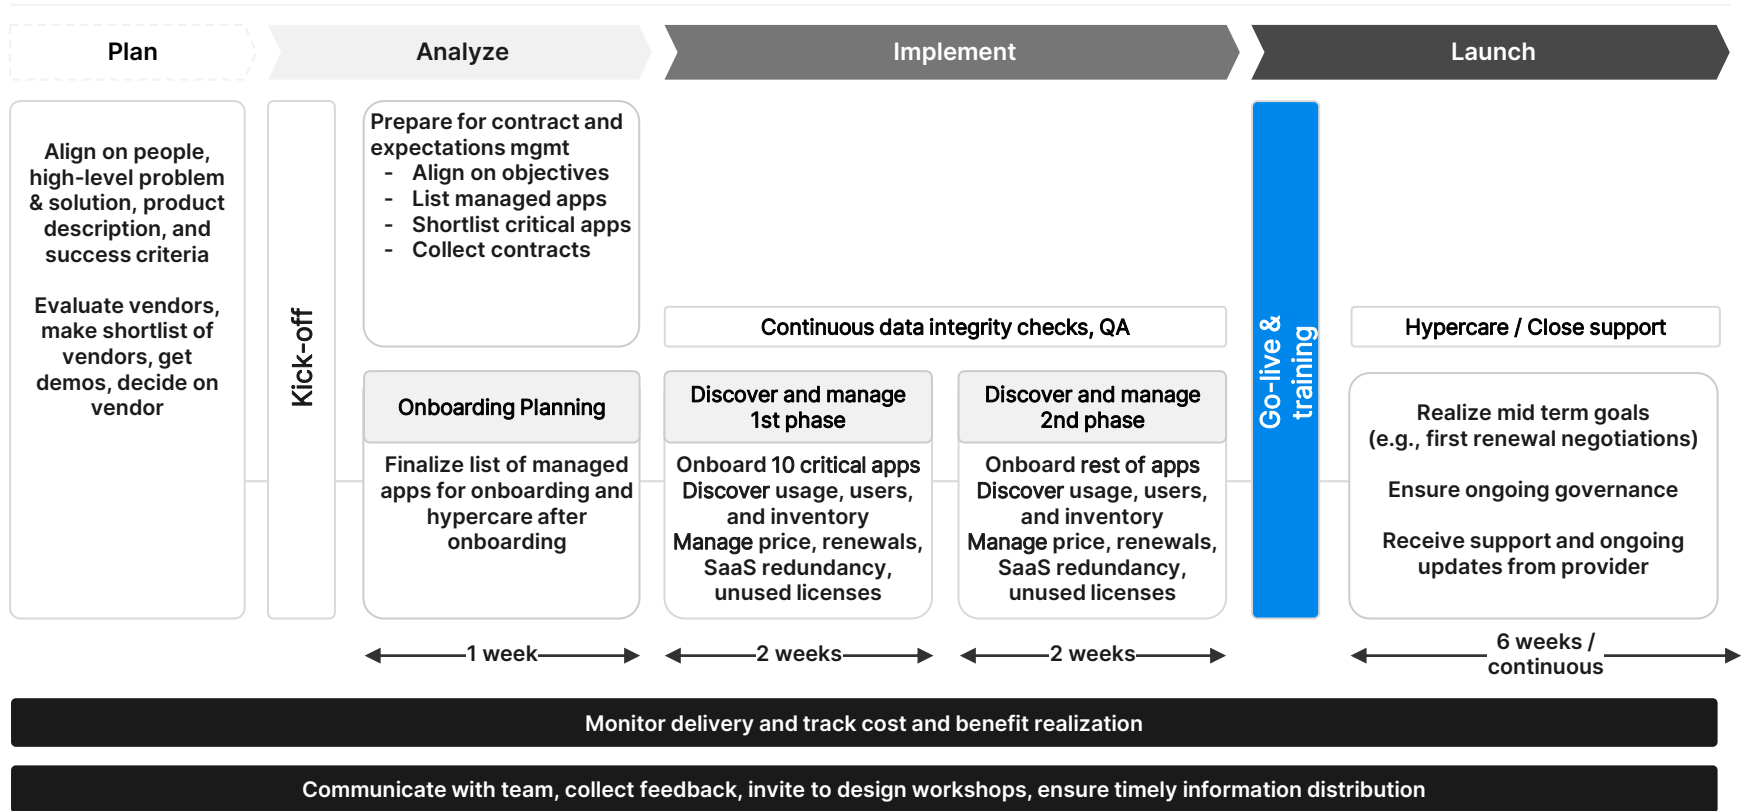 Plan
Analyze
Implement
Launch
Align on people,
high-level problem
& solution, product
description, and
success criteria
Evaluate vendors,
make shortlist of
vendors, get
demos, decide on
vendor
Kick-off
Prepare for contract and
expectations mgmt
- Align on objectives
- List managed apps
- Shortlist critical apps
- Collect contracts
Onboarding Planning
Finalize list of managed
apps for onboarding and
hypercare after
onboarding
Continuous data integrity checks, QA
Discover and manage
1st phase
Onboard 10 critical apps
Discover usage, users,
and inventory
Manage price, renewals,
SaaS redundancy,
unused licenses
Discover and manage
2nd phase
Onboard rest of apps
Discover usage, users,
and inventory
Manage price, renewals,
SaaS redundancy,
unused licenses
Go-live &
training
Hypercare / Close support
Realize mid term goals
(e.g., first renewal negotiations)
Ensure ongoing governance
Receive support and ongoing
updates from provider
1 week
2 weeks
2 weeks
6 weeks /
continuous
Monitor delivery and track cost and benefit realization
Communicate with team, collect feedback, invite to design workshops, ensure timely information distribution